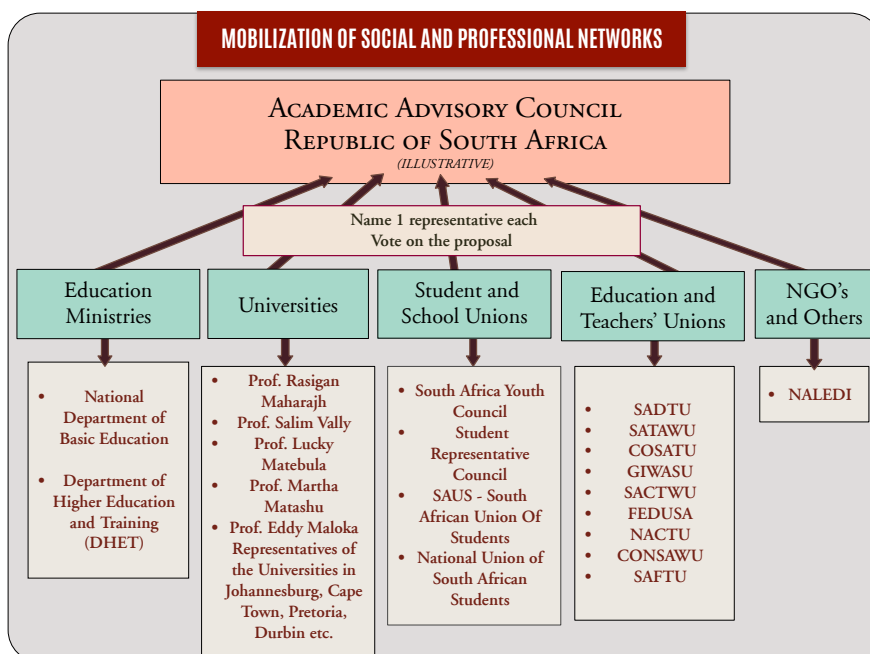 MOBILIZATION OF SOCIAL AND PROFESSIONAL NETWORKS
Academic Advisory Council
Republic of South Africa
(ILLUSTRATIVE)
Name 1 representative each
Vote on the proposal
Education
Ministries
• National
Department of
Basic Education
• Department of
Higher Education
and Training
(DHET)
Universities
• Prof. Rasigan
Maharajh
• Prof. Salim Vally
• Prof. Lucky
Matebula
• Prof. Martha
Matashu
• Prof. Eddy Maloka
Representatives of
the Universities in
Johannesburg, Cape
Town, Pretoria,
Durbin etc.
Student and
School Unions
• South Africa Youth
Council
• Student
Representative
Council
• SAUS - South
African Union Of
Students
• National Union of
South African
Students
Education and
Teachers' Unions
• SADTU
• SATAWU
• COSATU
• GIWASU
• SACTWU
• FEDUSA
• NACTU
• CONSAWU
• SAFTU
NGO's
and Others
• NALEDI